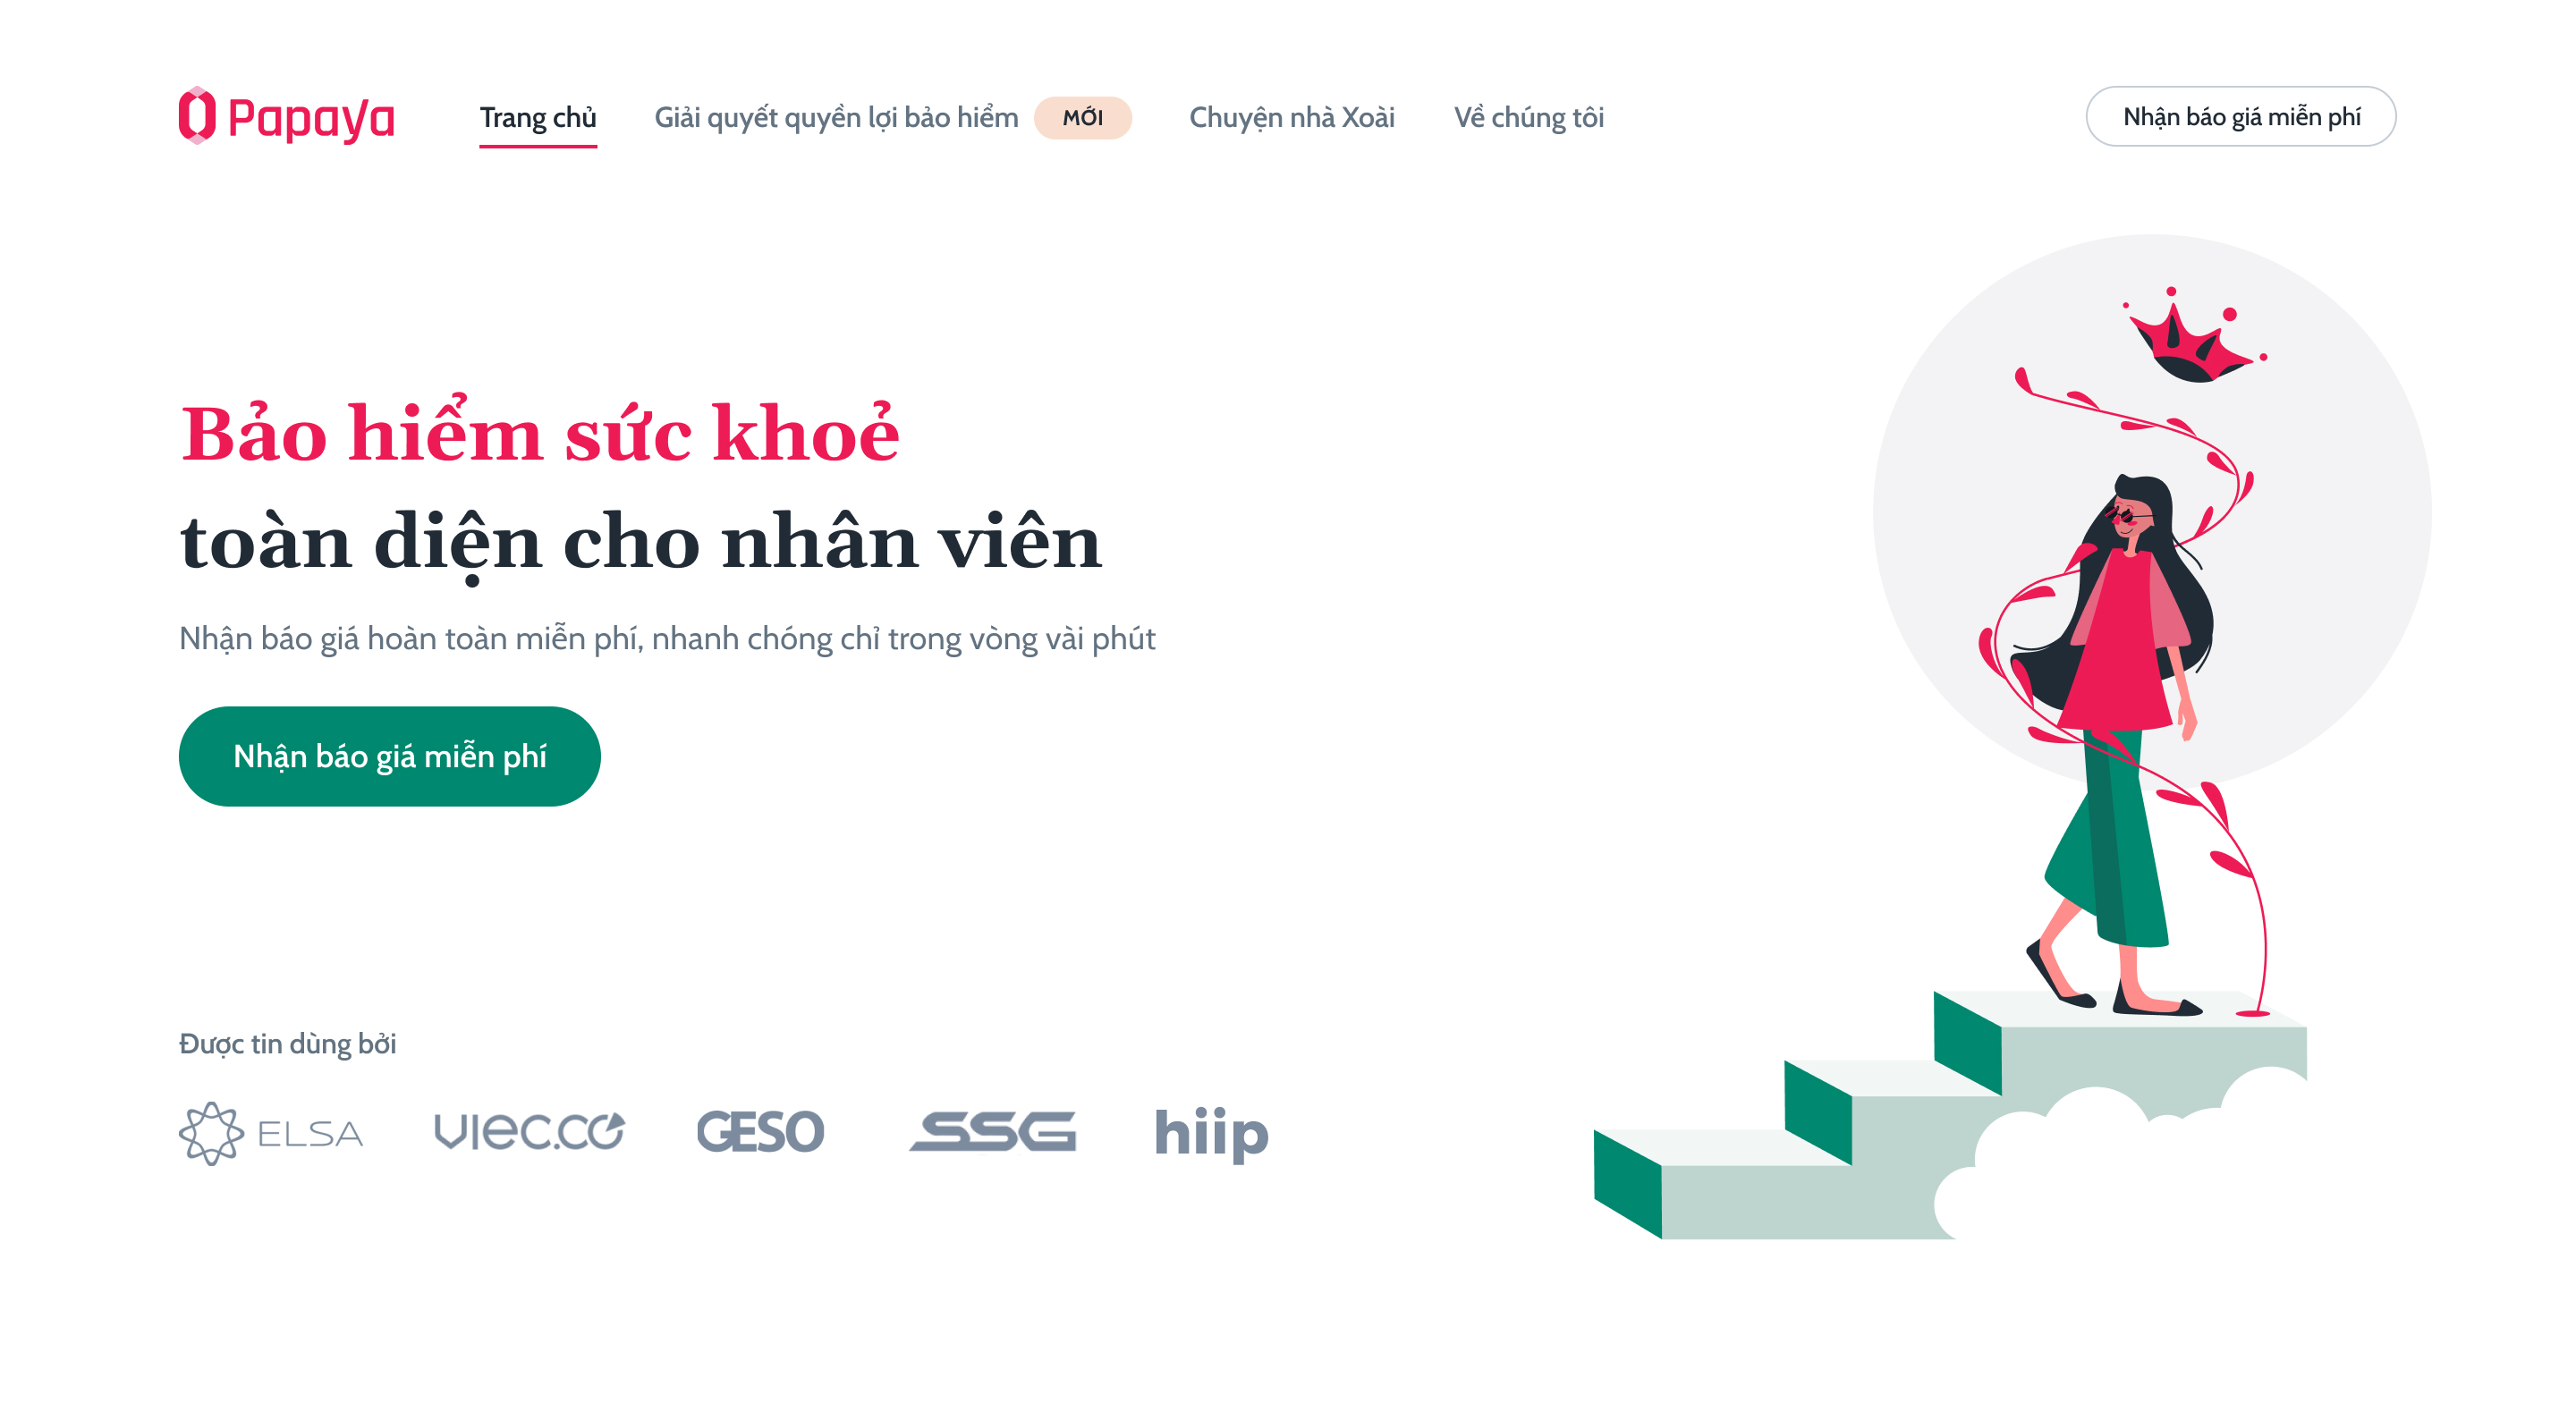 Papaya
Trang chủ
Giải quyết quyền lợi bảo hiểm
MỚI
Chuyện nhà Xoài
Về chúng tôi
Nhận báo giá miễn phí
Bảo hiểm sức khoẻ
toàn diện cho nhân viên
Nhận báo giá hoàn toàn miễn phí, nhanh chóng chỉ trong vòng vài phút
Nhận báo giá miễn phí
Được tin dùng bởi
ELSA
VIEC.CO
GESO
SSG
hiip